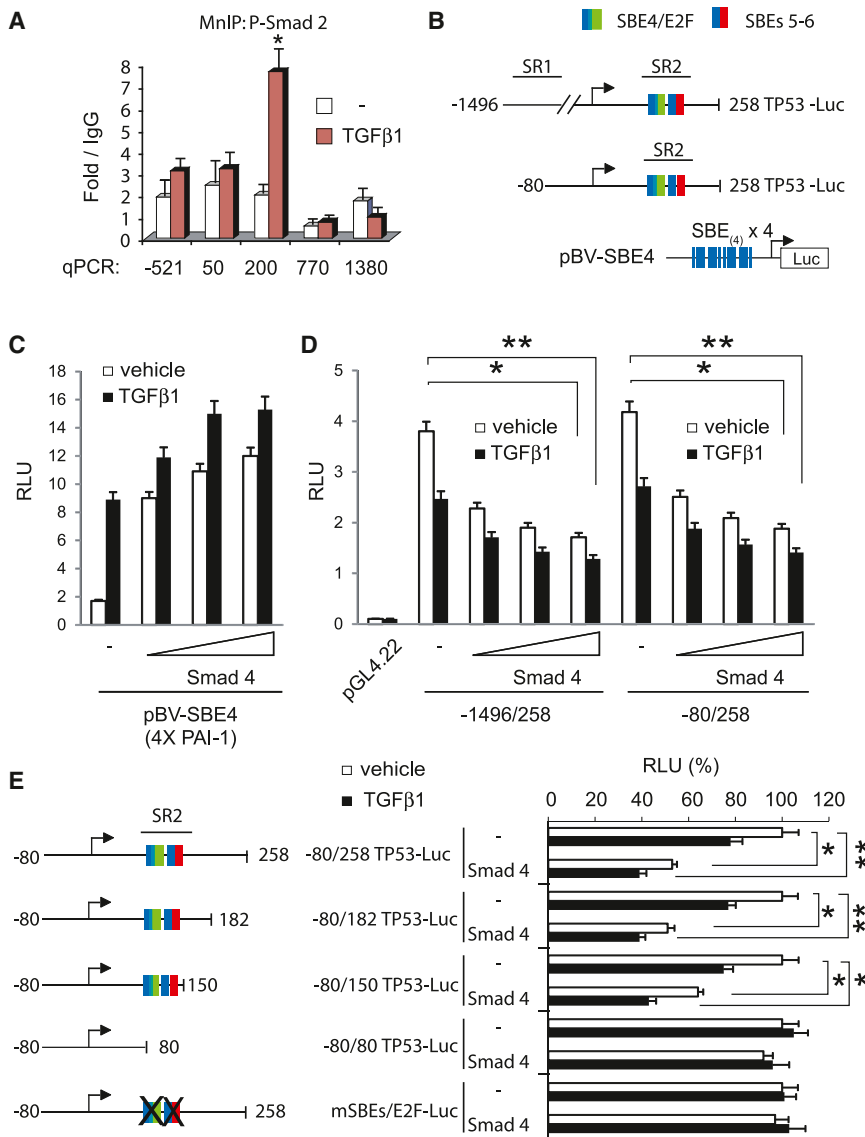 A
MnIP: P-Smad 2
*
Fold / IgG
8
7
6
5
4
3
2
1
0
-
TGFβ1
qPCR: -521 50 200 770 1380
B
SBE4/E2F SBEs 5-6
SR1 SR2
-1496 258 TP53 -Luc
SR2
-80 258 TP53 -Luc
SBE(4) x 4
pBV-SBE4 Luc
C
RLU
18
16
14
12
10
8
6
4
2
0
vehicle
TGFβ1
-
Smad 4
pBV-SBE4
(4X PAI-1)
D
RLU
5
4
3
2
1
0
** **
* *
vehicle vehicle
TGFβ1 TGFβ1
pGL4.22
- -
Smad 4 Smad 4
-1496/258 -80/258
E
vehicle
TGFβ1
RLU (%)
0 20 40 60 80 100 120
SR2
-80 258 -80/258 TP53-Luc - Smad 4 * **
-80 182 -80/182 TP53-Luc - Smad 4 * **
-80 150 -80/150 TP53-Luc - Smad 4 * *
-80 80 -80/80 TP53-Luc - Smad 4
-80 258 mSBEs/E2F-Luc - Smad 4